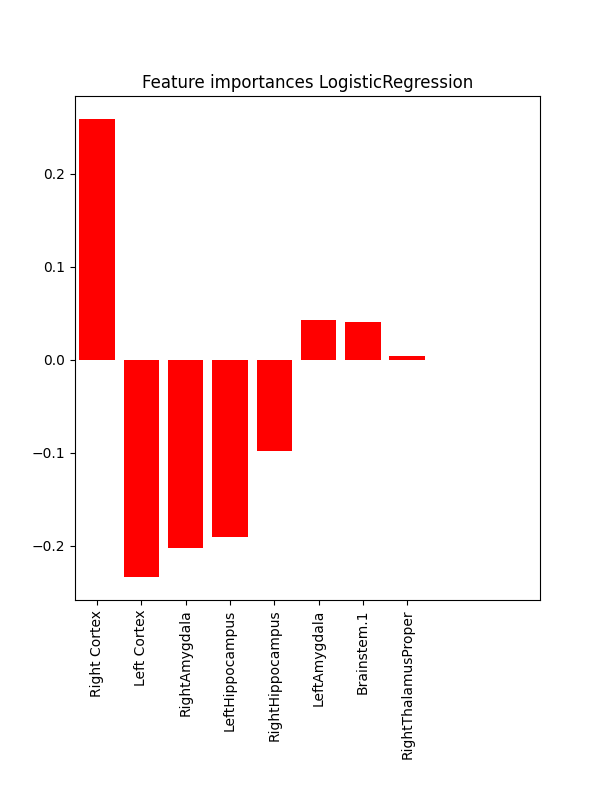 Feature importances LogisticRegression
0.2
0.1
0.0
−0.1
−0.2
Right Cortex
Left Cortex
RightAmygdala
LeftHippocampus
RightHippocampus
LeftAmygdala
Brainstem.1
RightThalamusProper